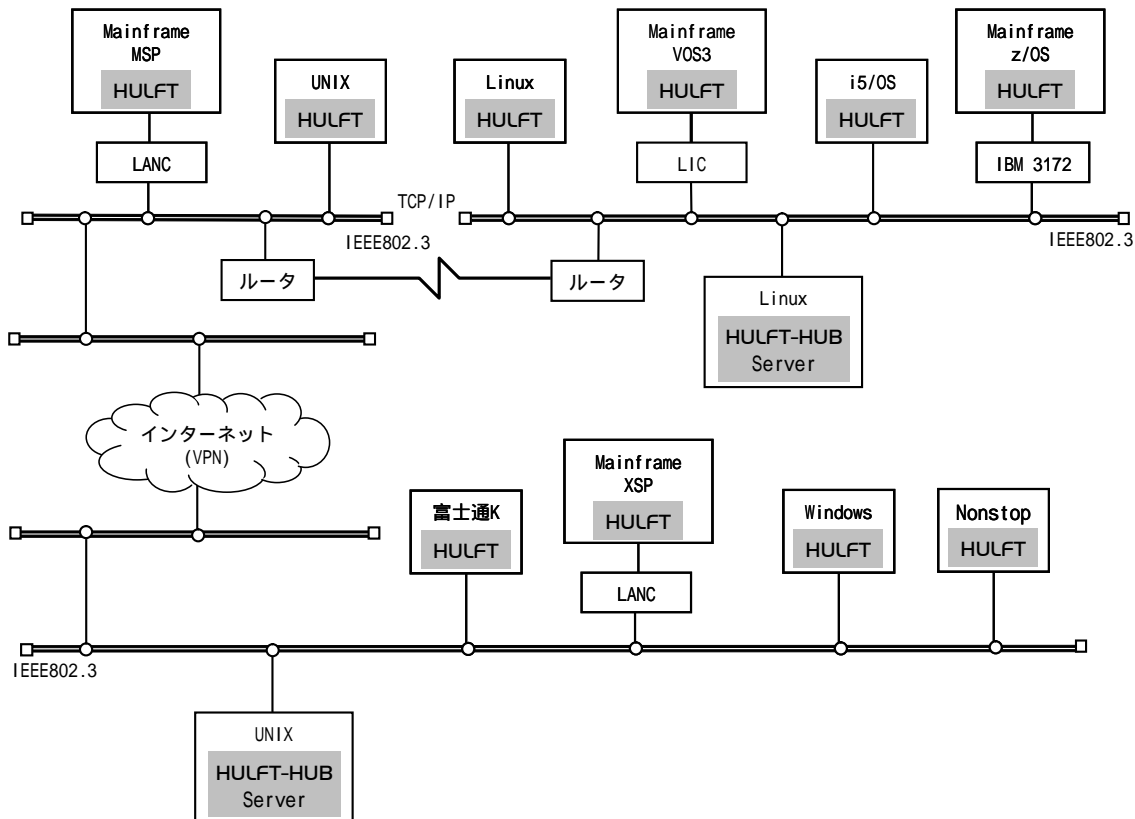 Mainframe
MSP
HULFT
LANC
UNIX
HULFT
Linux
HULFT
Mainframe
VOS3
HULFT
LIC
i5/OS
HULFT
Mainframe
z/OS
HULFT
IBM 3172
TCP/IP
IEEE802.3
IEEE802.3
ルータ
ルータ
Linux
HULFT-HUB
Server
インターネット
(VPN)
富士通K
HULFT
Mainframe
XSP
HULFT
LANC
Windows
HULFT
Nonstop
HULFT
IEEE802.3
UNIX
HULFT-HUB
Server